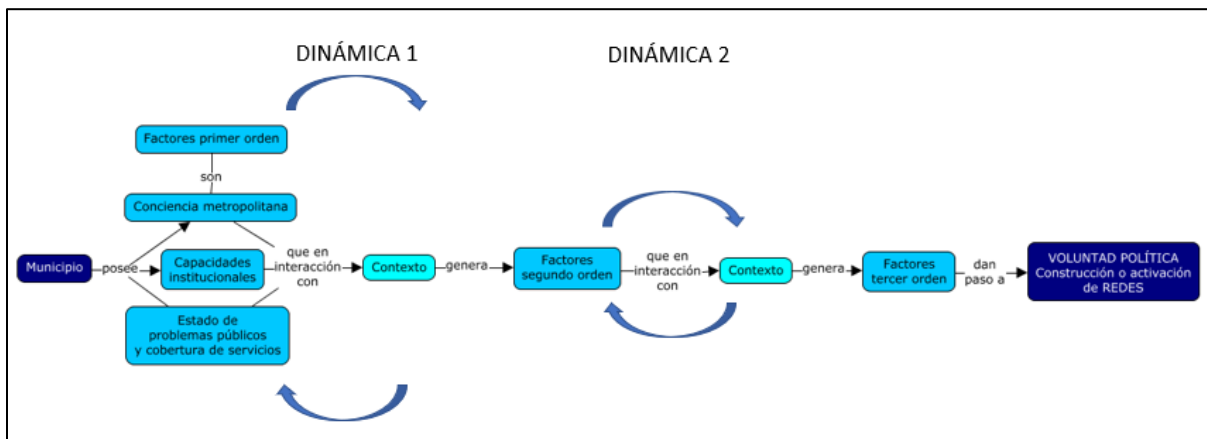 DINÁMICA 1
DINÁMICA 2
Factores primer orden
son
Conciencia metropolitana
Municipio
posee
Capacidades
institucionales
Estado de
problemas públicos
y cobertura de servicios
que en
interacción
con
Contexto
genera
Factores
segundo orden
que en
interacción
con
Contexto
genera
Factores
tercer orden
dan
paso a
VOLUNTAD POLÍTICA
Construcción o activación
de REDES